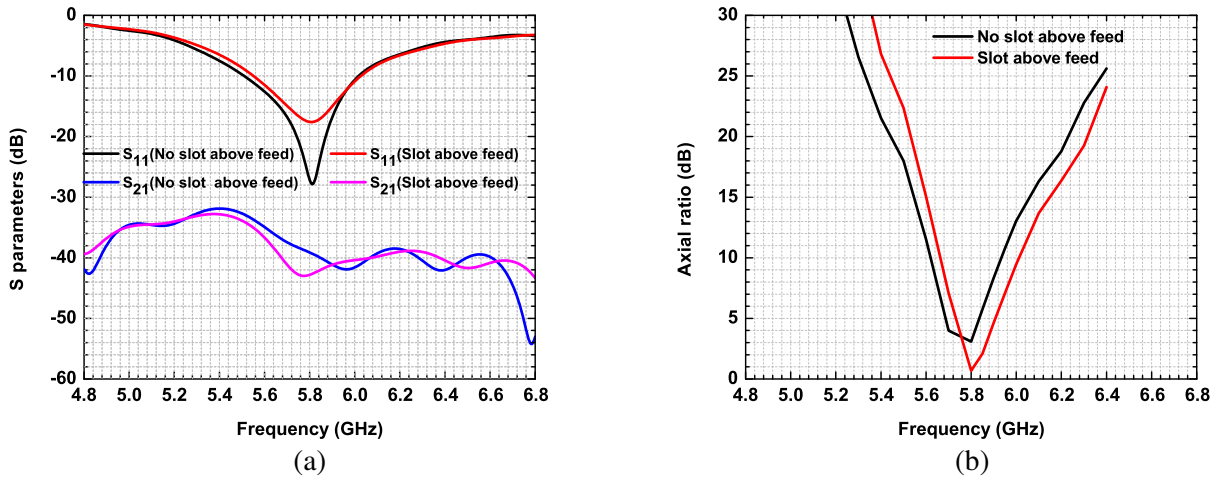 0
-10
-20
-30
-40
-50
-60
S parameters (dB)
S11(No slot above feed)
S11(Slot above feed)
S21(No slot above feed)
S21(Slot above feed)
4.8 5.0 5.2 5.4 5.6 5.8 6.0 6.2 6.4 6.6 6.8
Frequency (GHz)
(a)
30
25
20
15
10
5
0
Axial ratio (dB)
No slot above feed
Slot above feed
4.8 5.0 5.2 5.4 5.6 5.8 6.0 6.2 6.4 6.6 6.8
Frequency (GHz)
(b)